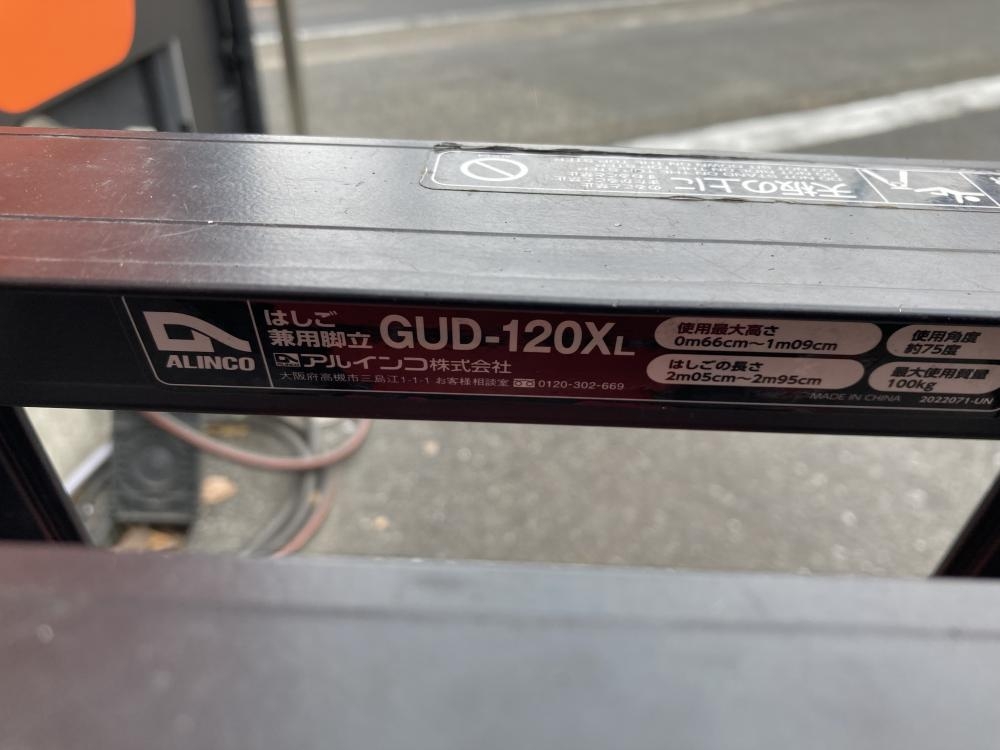 天板の上に
ALINCO
はしご
兼用脚立 GUD-120XL
アルインコ株式会社
大阪府高槻市三島江1-1-1 お客様相談室 0120-302-669
使用最大高さ
0m66cm〜1m09cm
はしごの長さ
2m05cm〜2m95cm
使用角度
約75度
最大使用質量
100kg
MADE IN CHINA 2022071-UN